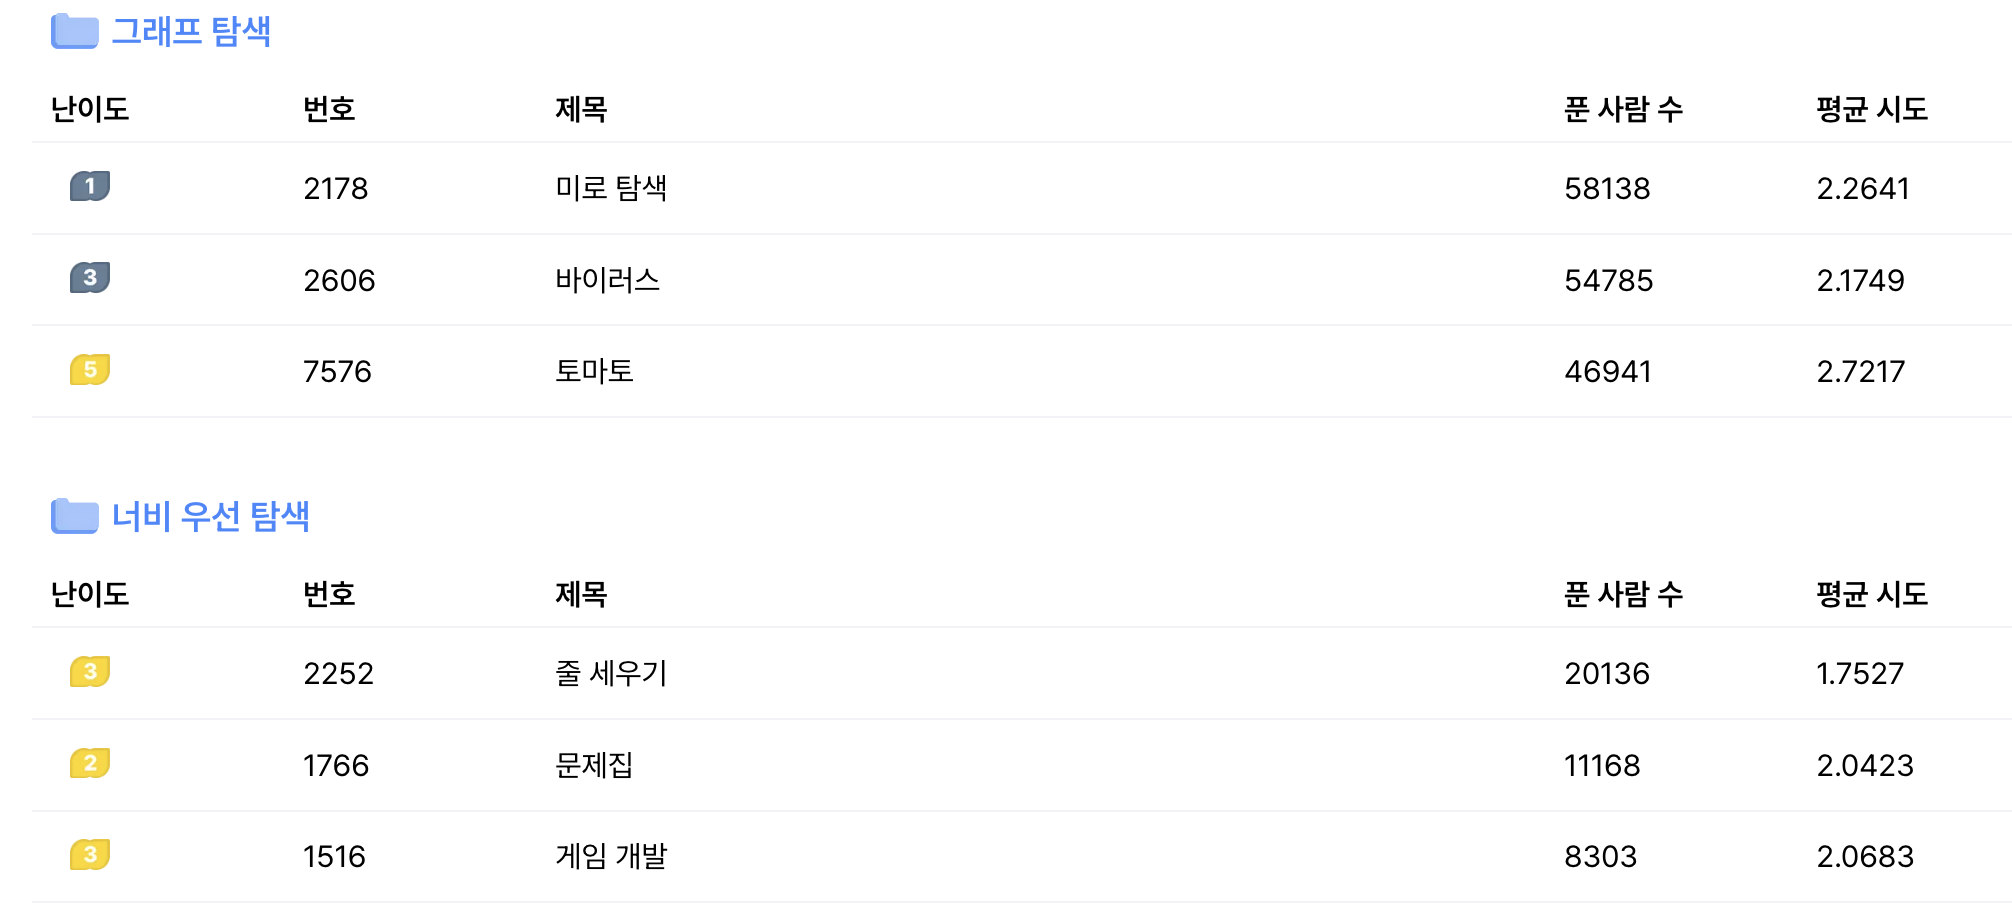 그래프 탐색
난이도 번호 제목 푼 사람 수 평균 시도
1 2178 미로 탐색 58138 2.2641
3 2606 바이러스 54785 2.1749
5 7576 토마토 46941 2.7217
너비 우선 탐색
난이도 번호 제목 푼 사람 수 평균 시도
3 2252 줄 세우기 20136 1.7527
2 1766 문제집 11168 2.0423
3 1516 게임 개발 8303 2.0683